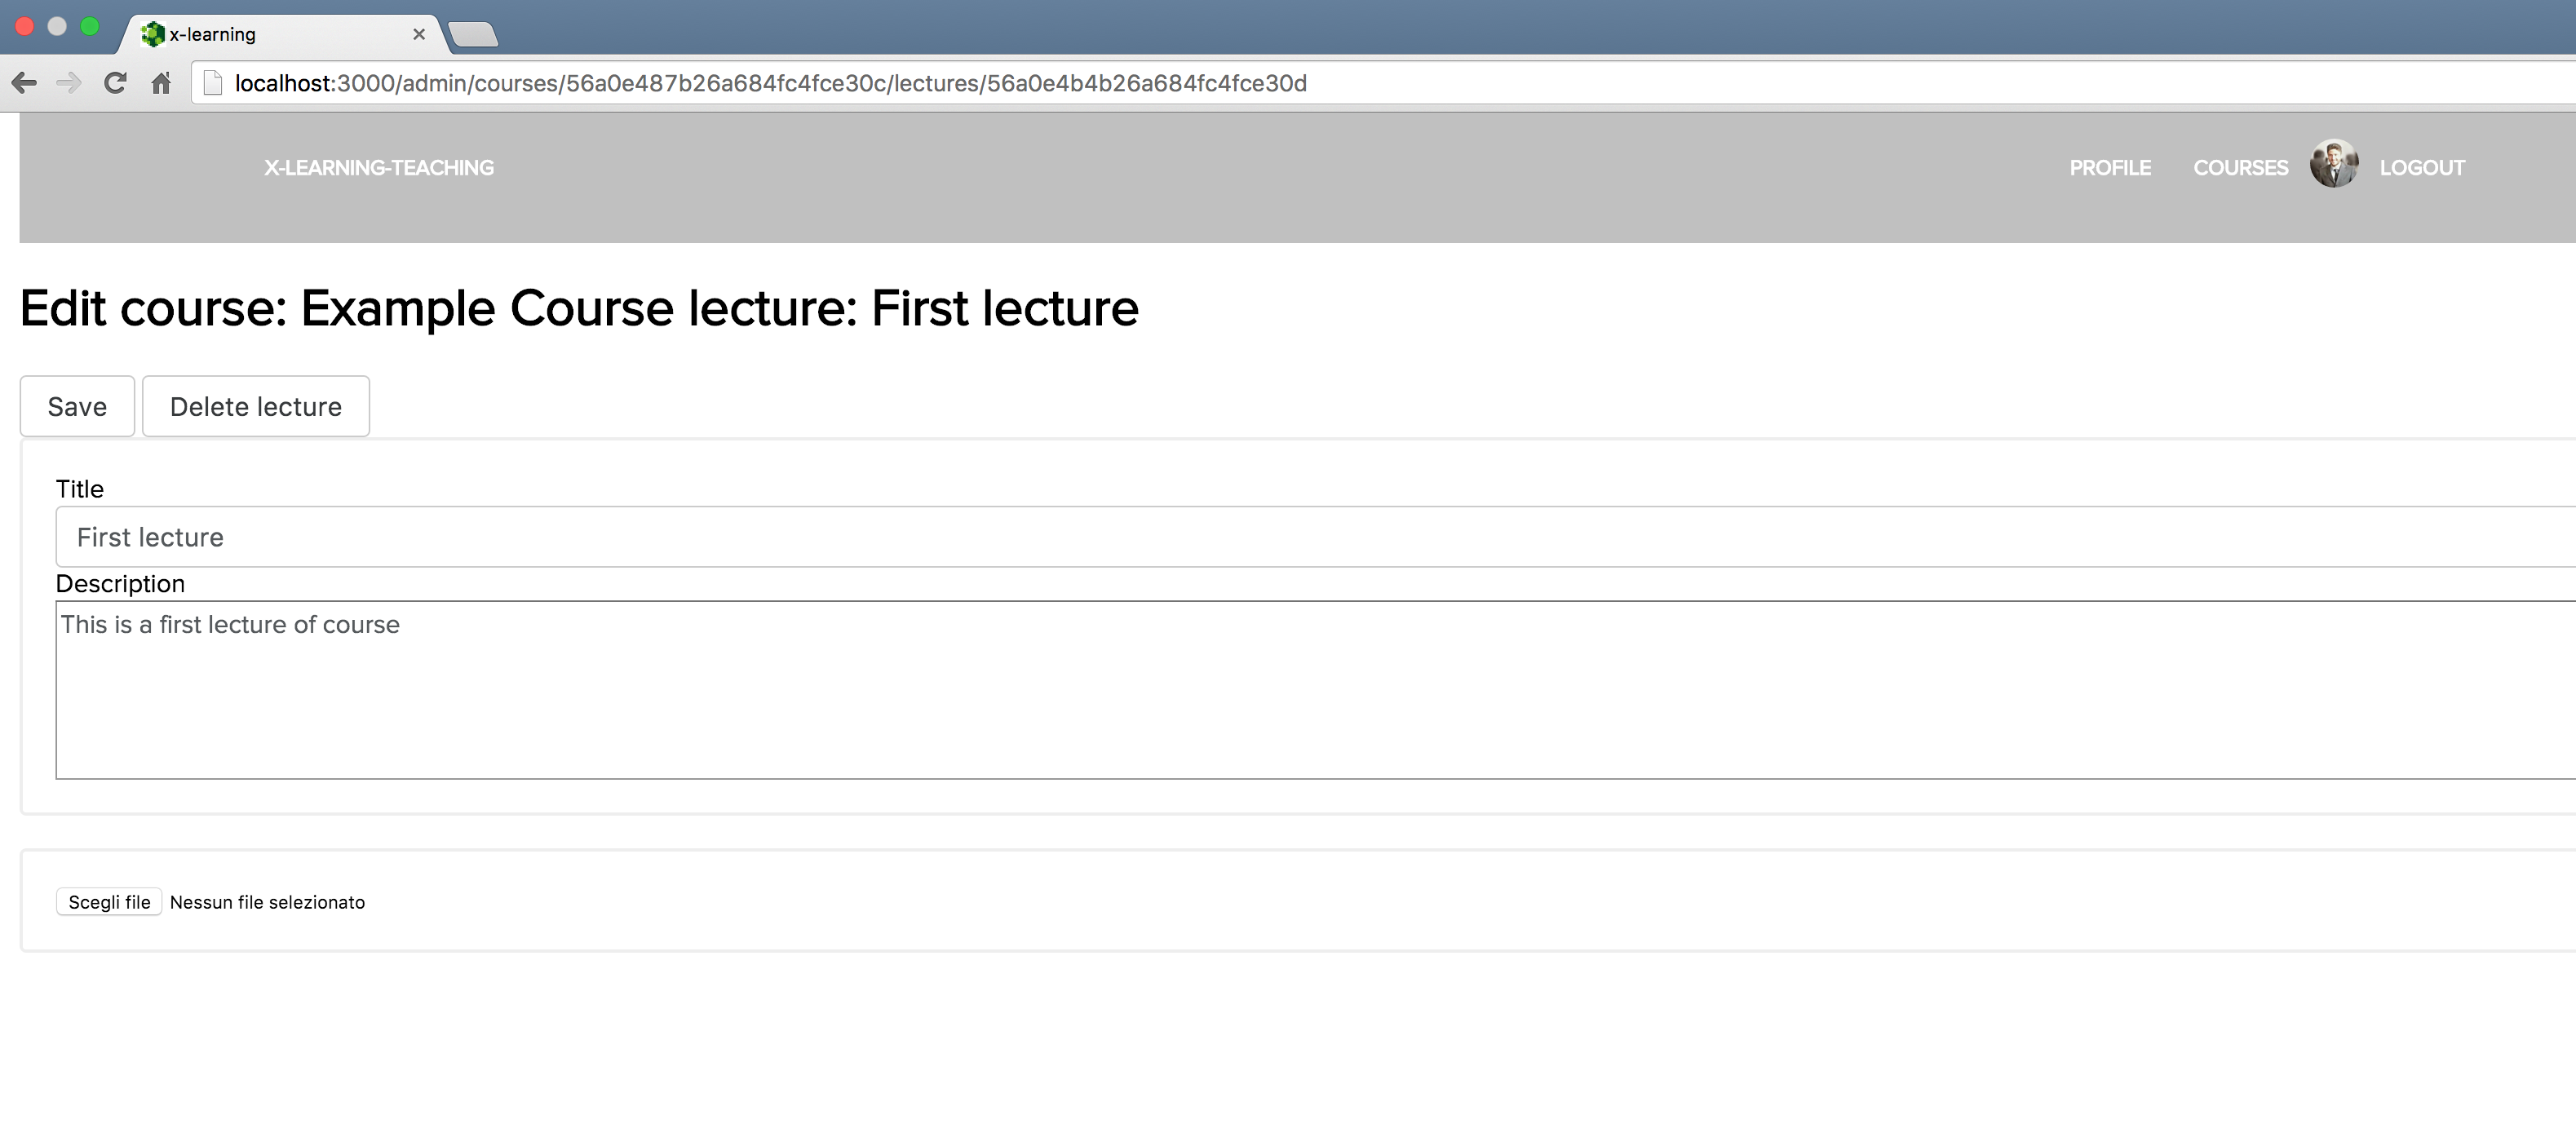 x-learning
localhost:3000/admin/courses/56a0e487b26a684fc4fce30c/lectures/56a0e4b4b26a684fc4fce30d
X-LEARNING-TEACHING PROFILE COURSES LOGOUT
Edit course: Example Course lecture: First lecture
Save Delete lecture
Title
First lecture
Description
This is a first lecture of course
Scegli file Nessun file selezionato